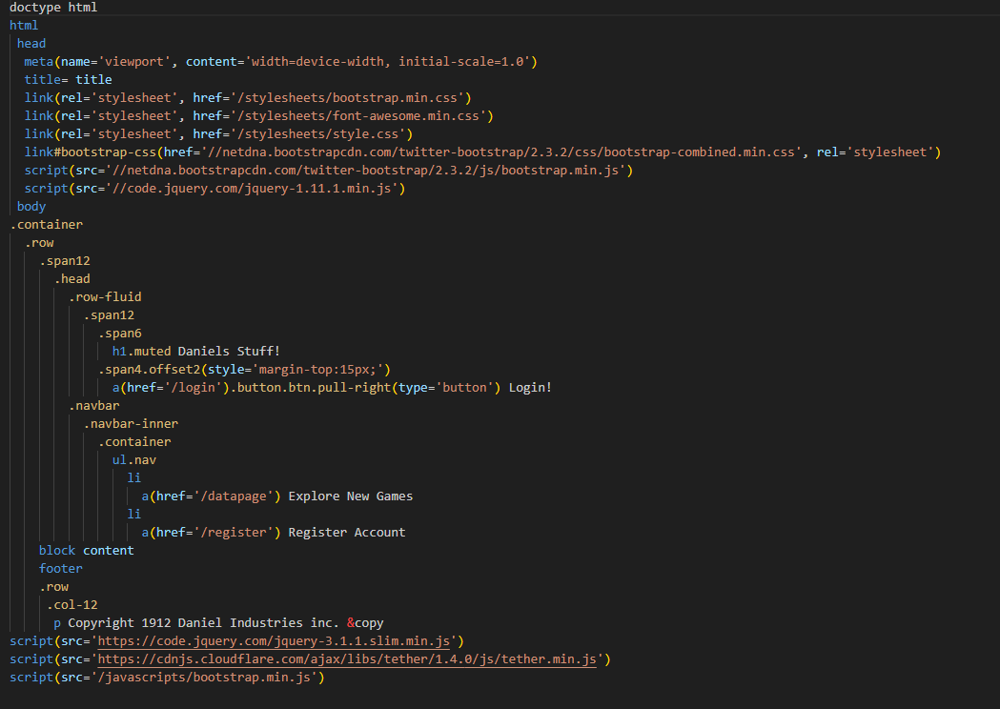 doctype html
html
head
meta(name='viewport', content='width=device-width, initial-scale=1.0')
title= title
link(rel='stylesheet', href='/stylesheets/bootstrap.min.css')
link(rel='stylesheet', href='/stylesheets/font-awesome.min.css')
link(rel='stylesheet', href='/stylesheets/style.css')
link#bootstrap-css(href='//netdna.bootstrapcdn.com/twitter-bootstrap/2.3.2/css/bootstrap-combined.min.css', rel='stylesheet')
script(src='//netdna.bootstrapcdn.com/twitter-bootstrap/2.3.2/js/bootstrap.min.js')
script(src='//code.jquery.com/jquery-1.11.1.min.js')
body
.container
.row
.span12
.head
.row-fluid
.span12
.span6
h1.muted Daniels Stuff!
.span4.offset2(style='margin-top:15px;')
a(href='/login').button.btn.pull-right(type='button') Login!
.navbar
.navbar-inner
.container
ul.nav
li
a(href='/datapage') Explore New Games
li
a(href='/register') Register Account
block content
footer
.row
.col-12
p Copyright 1912 Daniel Industries inc. &copy
script(src='https://code.jquery.com/jquery-3.1.1.slim.min.js')
script(src='https://cdnjs.cloudflare.com/ajax/libs/tether/1.4.0/js/tether.min.js')
script(src='/javascripts/bootstrap.min.js')